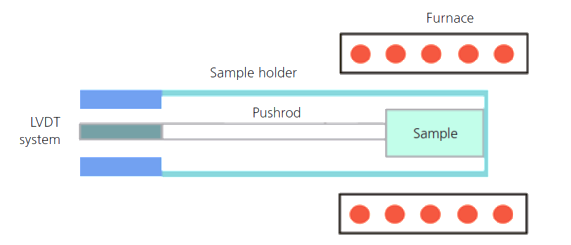 Furnace
Sample holder
Pushrod
LVDT
system
Sample